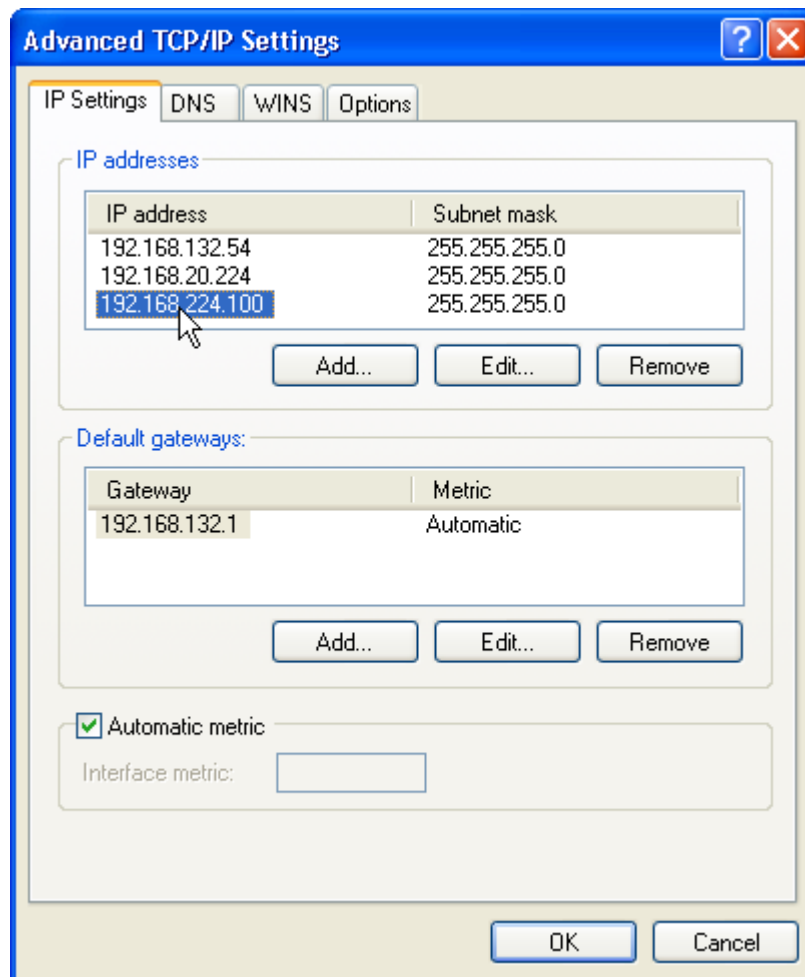 Advanced TCP/IP Settings
IP Settings DNS WINS Options
IP addresses
IP address Subnet mask
192.168.132.54 255.255.255.0
192.168.20.224 255.255.255.0
192.168.224.100 255.255.255.0
Add... Edit... Remove
Default gateways:
Gateway Metric
192.168.132.1 Automatic
Add... Edit... Remove
Automatic metric
Interface metric:
OK Cancel